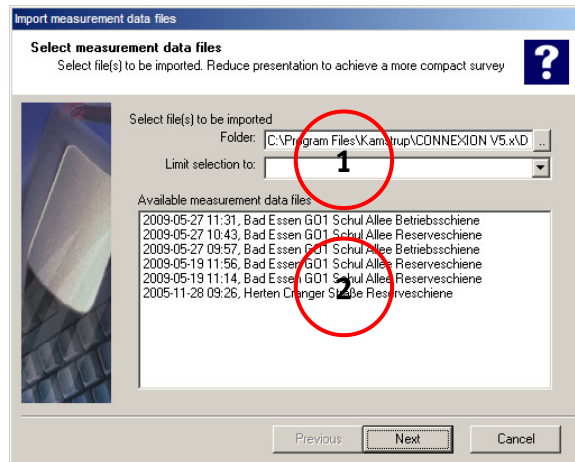 Import measurement data files
Select measurement data files
Select file(s) to be imported. Reduce presentation to achieve a more compact survey
?
Select file(s) to be imported
Folder: C:\Program Files\Kamstrup\CONNEXION V5.x\D ..
Limit selection to:
1
Available measurement data files
2009-05-27 11:31, Bad Essen GO1 Schul Allee Betriebsschiene
2009-05-27 10:43, Bad Essen GO1 Schul Allee Reserveschiene
2009-05-27 09:57, Bad Essen GO1 Schul Allee Betriebsschiene
2009-05-19 11:56, Bad Essen GO1 Schul Allee Reserveschiene
2009-05-19 11:14, Bad Essen GO1 Schul Allee Reserveschiene
2005-11-28 09:26, Herten Cranger Straße Reserveschiene
2
Previous Next Cancel